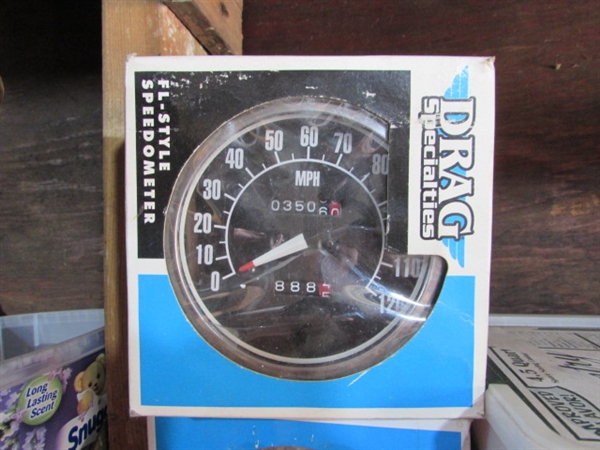 FL-STYLE
SPEEDOMETER
DRAG
Specialties
0
10
20
30
40
50
60
70
80
110
120
MPH
0350
60
888
Long
Lasting
Scent
Snug